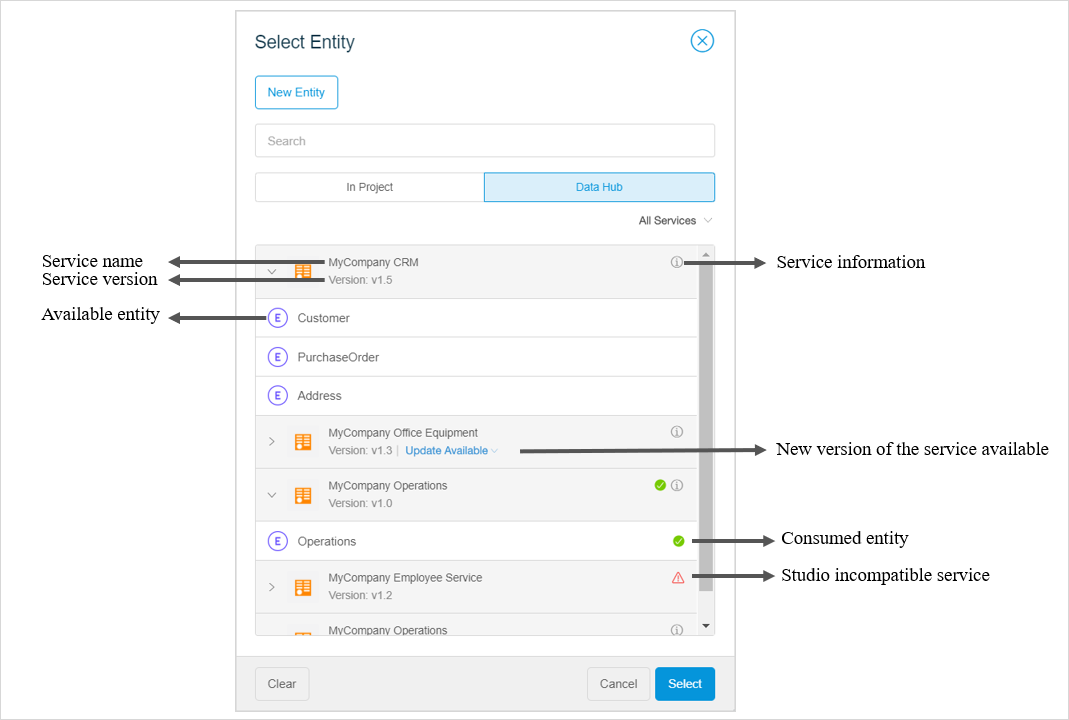 Select Entity
New Entity
Search
In Project
Data Hub
All Services
Service name
MyCompany CRM
Service information
Service version
Version: v1.5
Available entity
E Customer
E PurchaseOrder
E Address
MyCompany Office Equipment
Version: v1.3 | Update Available
New version of the service available
MyCompany Operations
Version: v1.0
E Operations
Consumed entity
MyCompany Employee Service
Studio incompatible service
Version: v1.2
MyCompany Operations
Clear
Cancel
Select